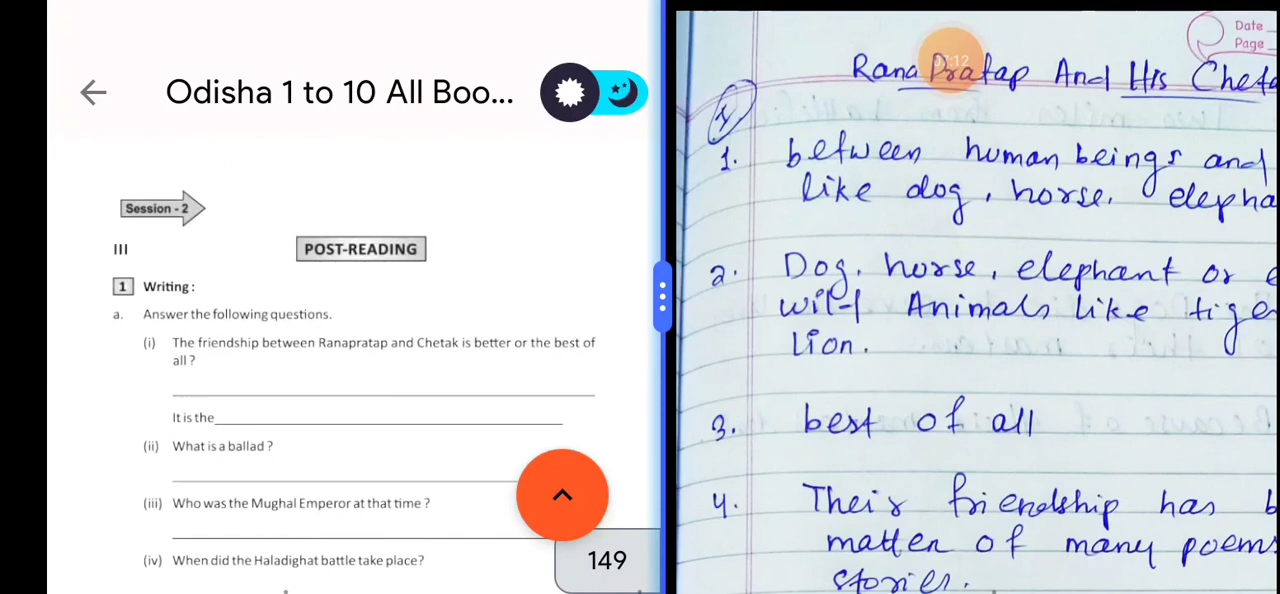 Odisha 1 to 10 All Boo...
Session - 2
III
POST-READING
1 Writing :
a. Answer the following questions.
(i) The friendship between Ranapratap and Chetak is better or the best of
all ?
It is the
(ii) What is a ballad ?
(iii) Who was the Mughal Emperor at that time ?
(iv) When did the Haladighat battle take place?
149
Date
Page
Rana Pratap And His Cheta
1. between human beings and
like dog, horse, elepha
2. Dog, horse, elephant or
Animals like tige
Lion.
3. best of all
4. Their friendship has b
matter of many poems
stories.